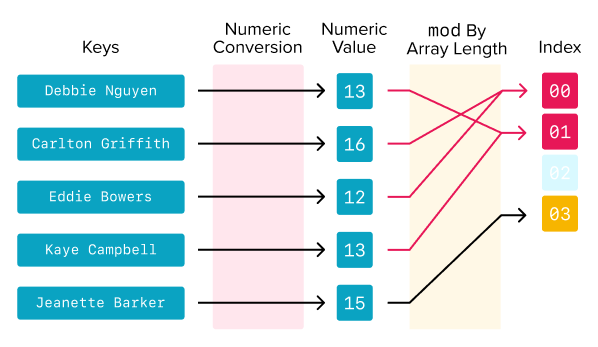 Keys
Numeric
Conversion
Numeric
Value
mod By
Array Length
Index
Debbie Nguyen
13
00
Carlton Griffith
16
01
02
Eddie Bowers
12
03
Kaye Campbell
13
Jeanette Barker
15